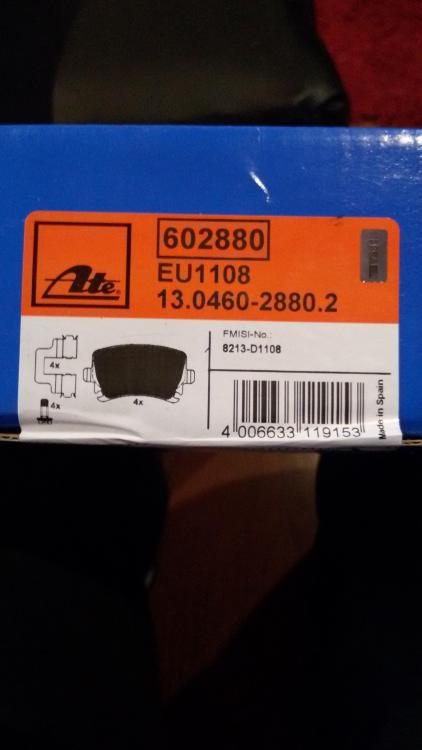 Ate
602880
EU1108
13.0460-2880.2
FMISI-No.:
8213-D1108
4x
4x
4x
4 006633 119153
Made in Spain